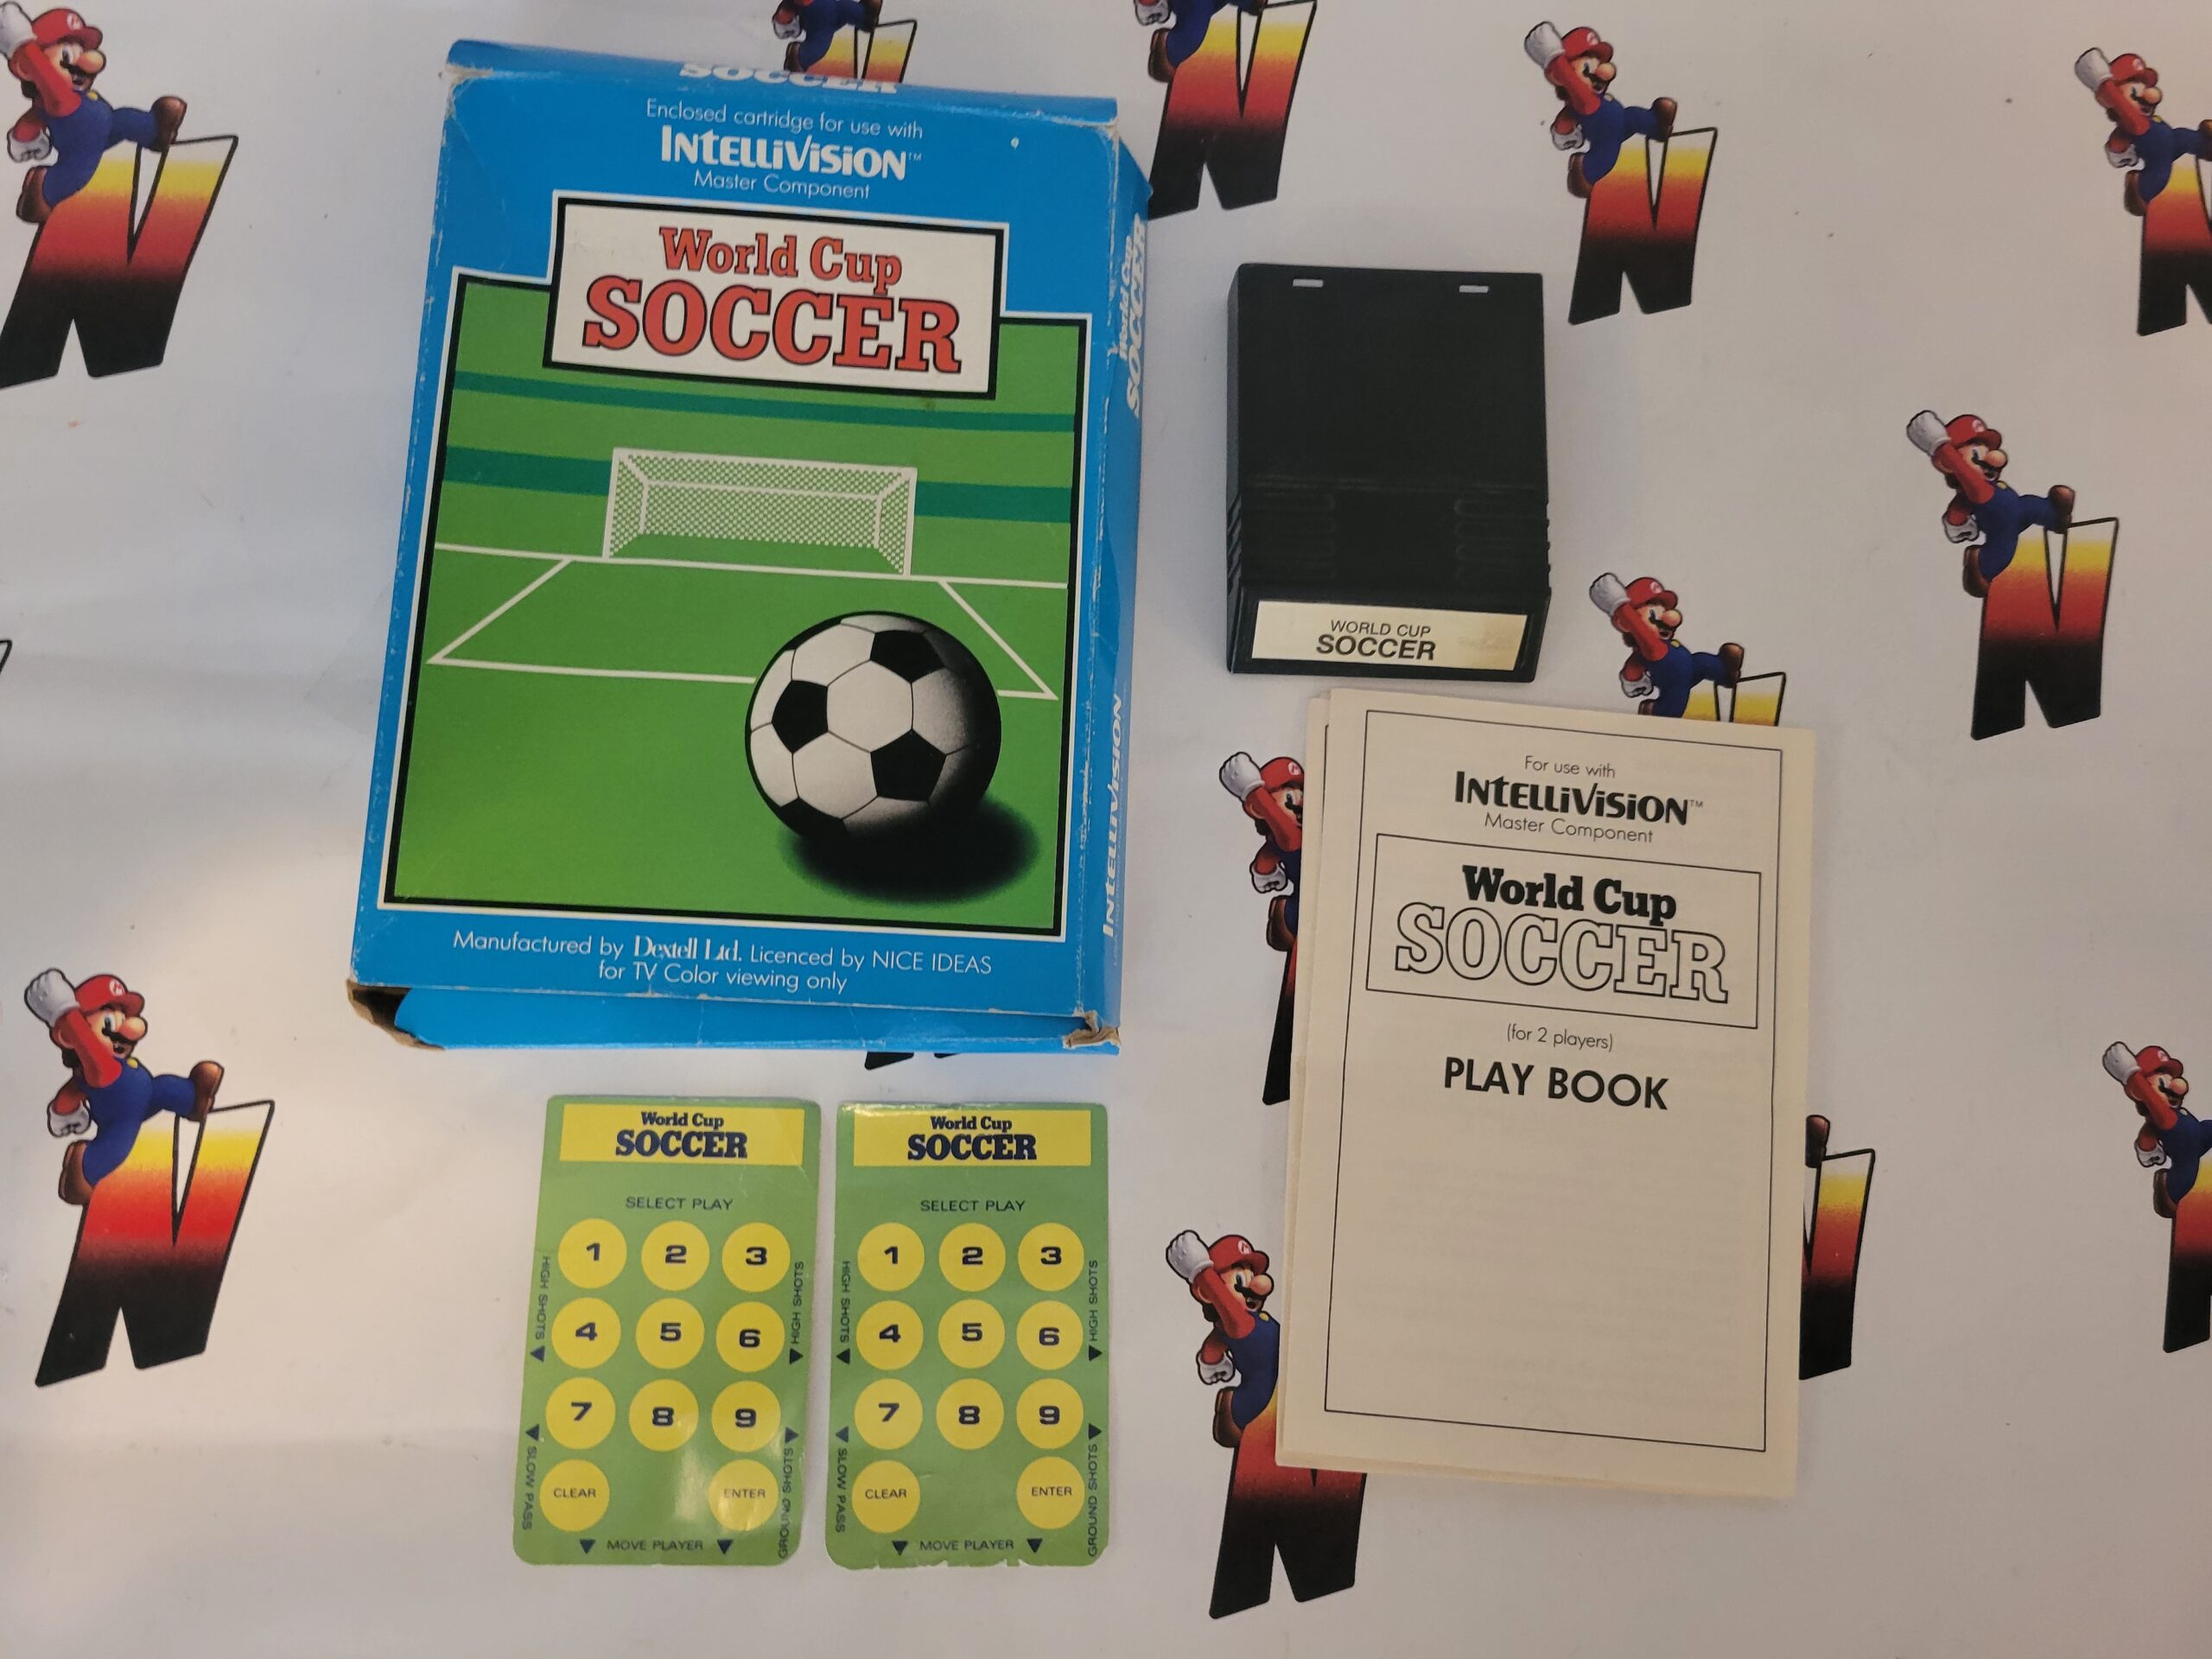 SOCCER
Enclosed cartridge for use with
INTELLIVISION™
Master Component
World Cup
SOCCER
Manufactured by Dextell Ltd. Licenced by NICE IDEAS
for TV Color viewing only
World Cup
SOCCER
INTELLIVISION
WORLD CUP
SOCCER
For use with
INTELLIVISION™
Master Component
World Cup
SOCCER
(for 2 players)
PLAY BOOK
World Cup
SOCCER
SELECT PLAY
1 2 3
4 5 6
7 8 9
CLEAR ENTER
HIGH SHOTS
HIGH SHOTS
SLOW PASS
GROUND SHOTS
MOVE PLAYER
World Cup
SOCCER
SELECT PLAY
1 2 3
4 5 6
7 8 9
CLEAR ENTER
HIGH SHOTS
HIGH SHOTS
SLOW PASS
GROUND SHOTS
MOVE PLAYER
N
N
N
N
N
N
N
N
N
N
N
N
N